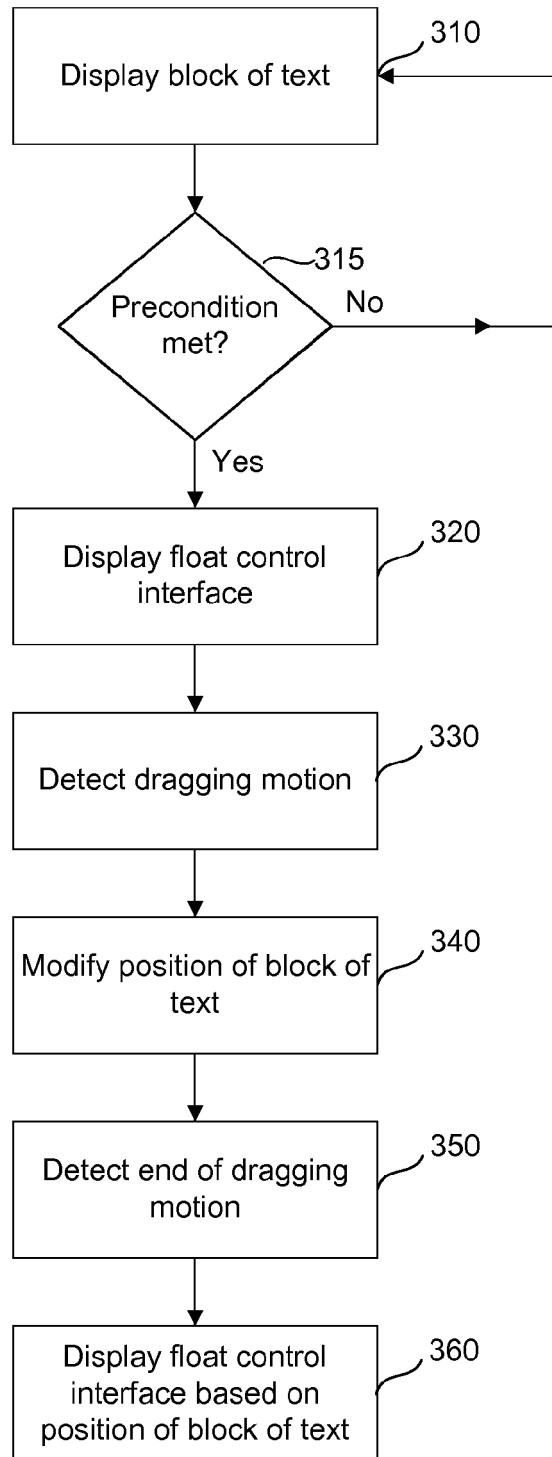 310
Display block of text
315
Precondition
met?
No
Yes
320
Display float control
interface
330
Detect dragging motion
340
Modify position of block of
text
350
Detect end of dragging
motion
360
Display float control
interface based on
position of block of text